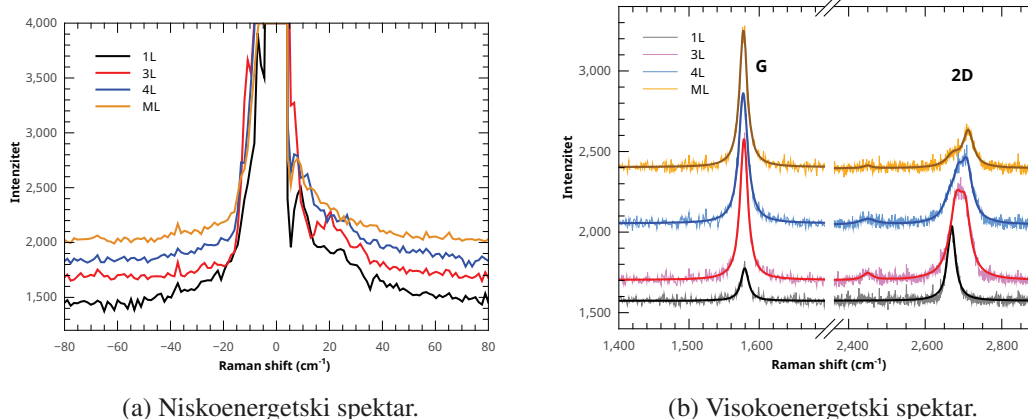 4,000
3,500
3,000
2,500
2,000
1,500
Intenzitet
1L
3L
4L
ML
−80 −60 −40 −20 0 20 40 60 80
Raman shift (cm-1)
(a) Niskoenergetski spektar.
3,000
2,500
2,000
1,500
Intenzitet
1L
3L
4L
ML
G
2D
1,400 1,500 1,600 2,400 2,600 2,800
Raman shift (cm-1)
(b) Visokoenergetski spektar.